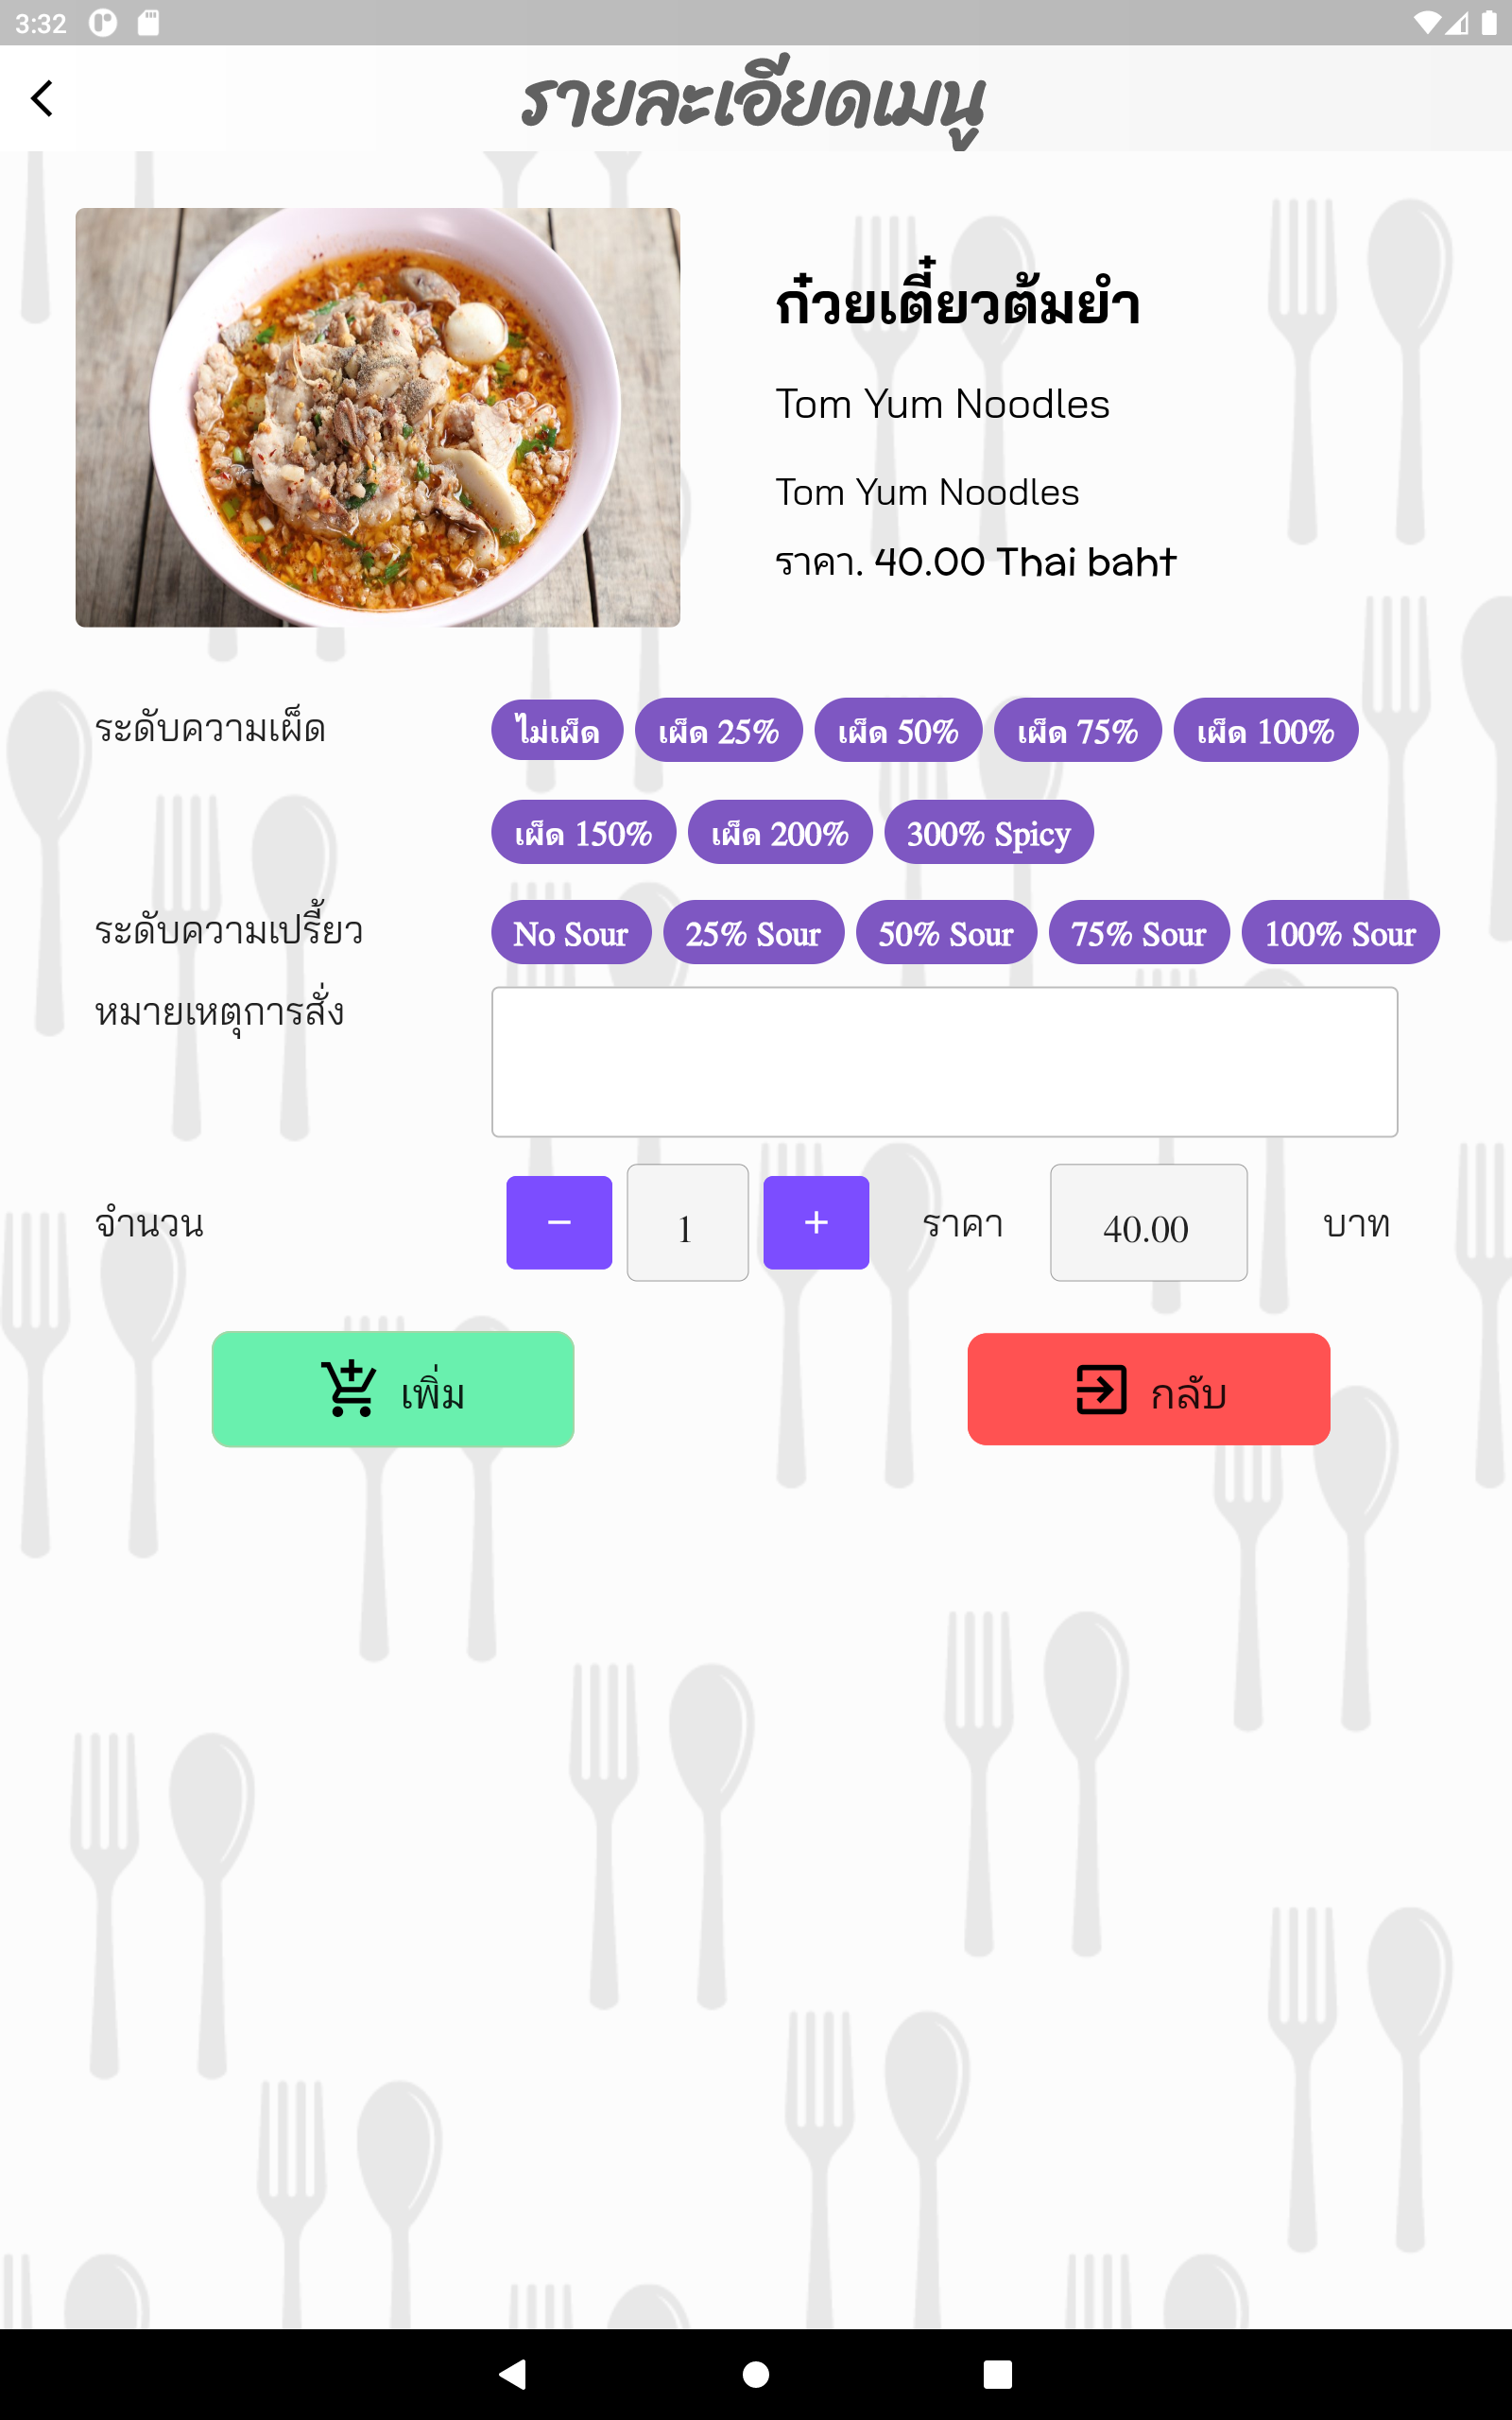 3:32
รายละเอียดเมนู
ก๋วยเตี๋ยวต้มยำ
Tom Yum Noodles
Tom Yum Noodles
ราคา. 40.00 Thai baht
ระดับความเผ็ด ไม่เผ็ด เผ็ด 25% เผ็ด 50% เผ็ด 75% เผ็ด 100%
เผ็ด 150% เผ็ด 200% 300% Spicy
ระดับความเปรี้ยว No Sour 25% Sour 50% Sour 75% Sour 100% Sour
หมายเหตุการสั่ง
จำนวน − 1 + ราคา 40.00 บาท
เพิ่ม กลับ